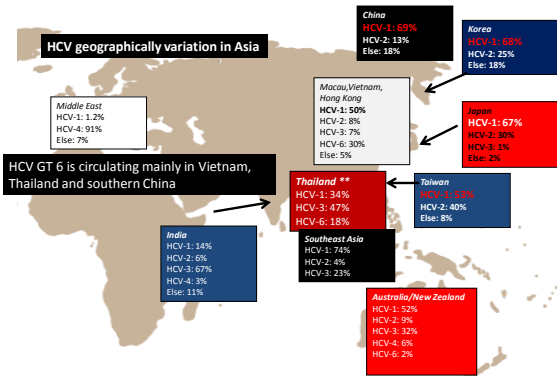 HCV geographically variation in Asia
China
HCV-1: 69%
HCV-2: 13%
Else: 18%
Korea
HCV-1: 68%
HCV-2: 25%
Else: 18%
Middle East
HCV-1: 1.2%
HCV-4: 91%
Else: 7%
Macau,Vietnam,
Hong Kong
HCV-1: 50%
HCV-2: 8%
HCV-3: 7%
HCV-6: 30%
Else: 5%
Japan
HCV-1: 67%
HCV-2: 30%
HCV-3: 1%
Else: 2%
HCV GT 6 is circulating mainly in Vietnam,
Thailand and southern China
Thailand **
HCV-1: 34%
HCV-3: 47%
HCV-6: 18%
Taiwan
HCV-1: 53%
HCV-2: 40%
Else: 8%
India
HCV-1: 14%
HCV-2: 6%
HCV-3: 67%
HCV-4: 3%
Else: 11%
Southeast Asia
HCV-1: 74%
HCV-2: 4%
HCV-3: 23%
Australia/New Zealand
HCV-1: 52%
HCV-2: 9%
HCV-3: 32%
HCV-4: 6%
HCV-6: 2%